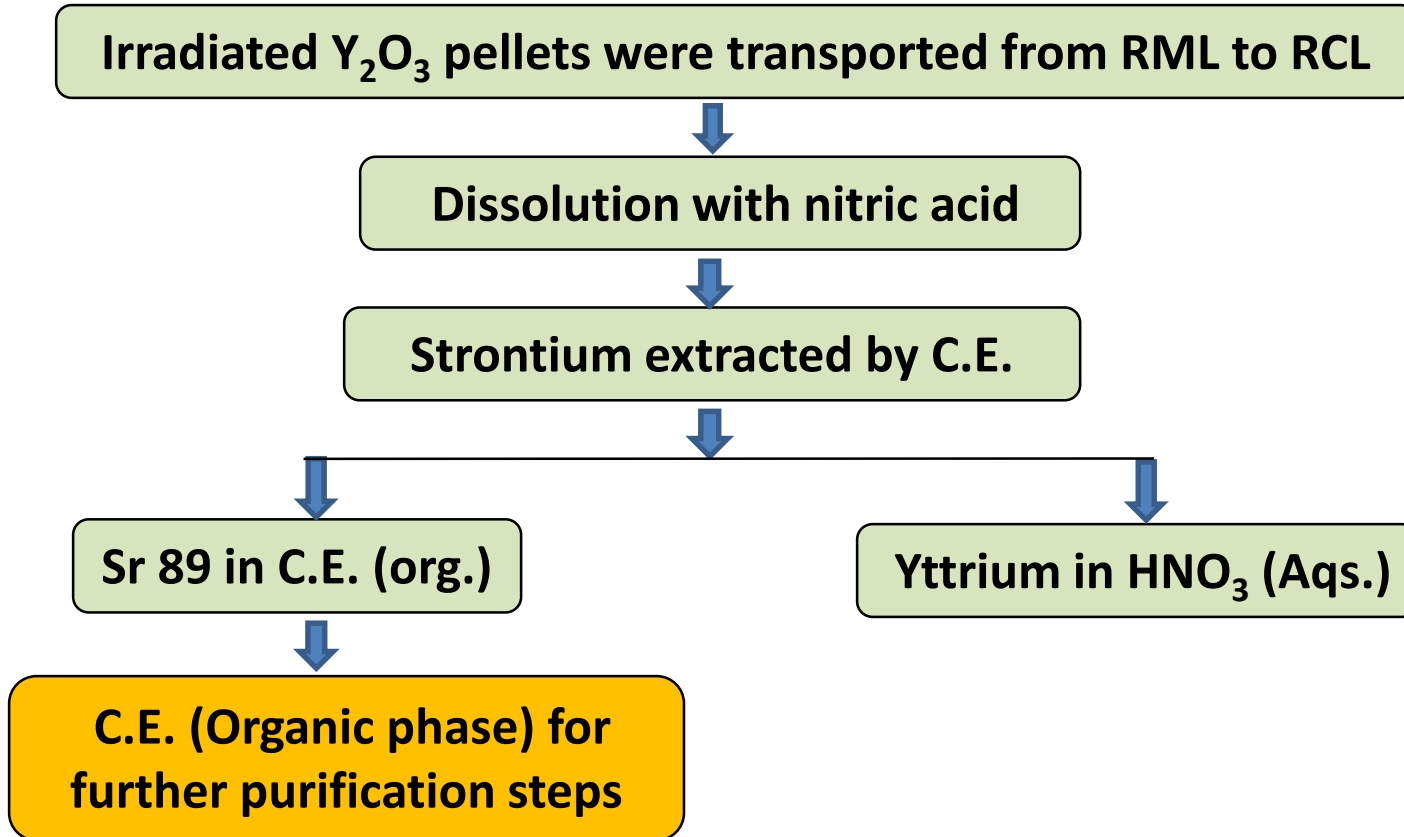 Irradiated Y₂O₃ pellets were transported from RML to RCL
Dissolution with nitric acid
Strontium extracted by C.E.
Sr 89 in C.E. (org.)
Yttrium in HNO₃ (Aqs.)
C.E. (Organic phase) for
further purification steps